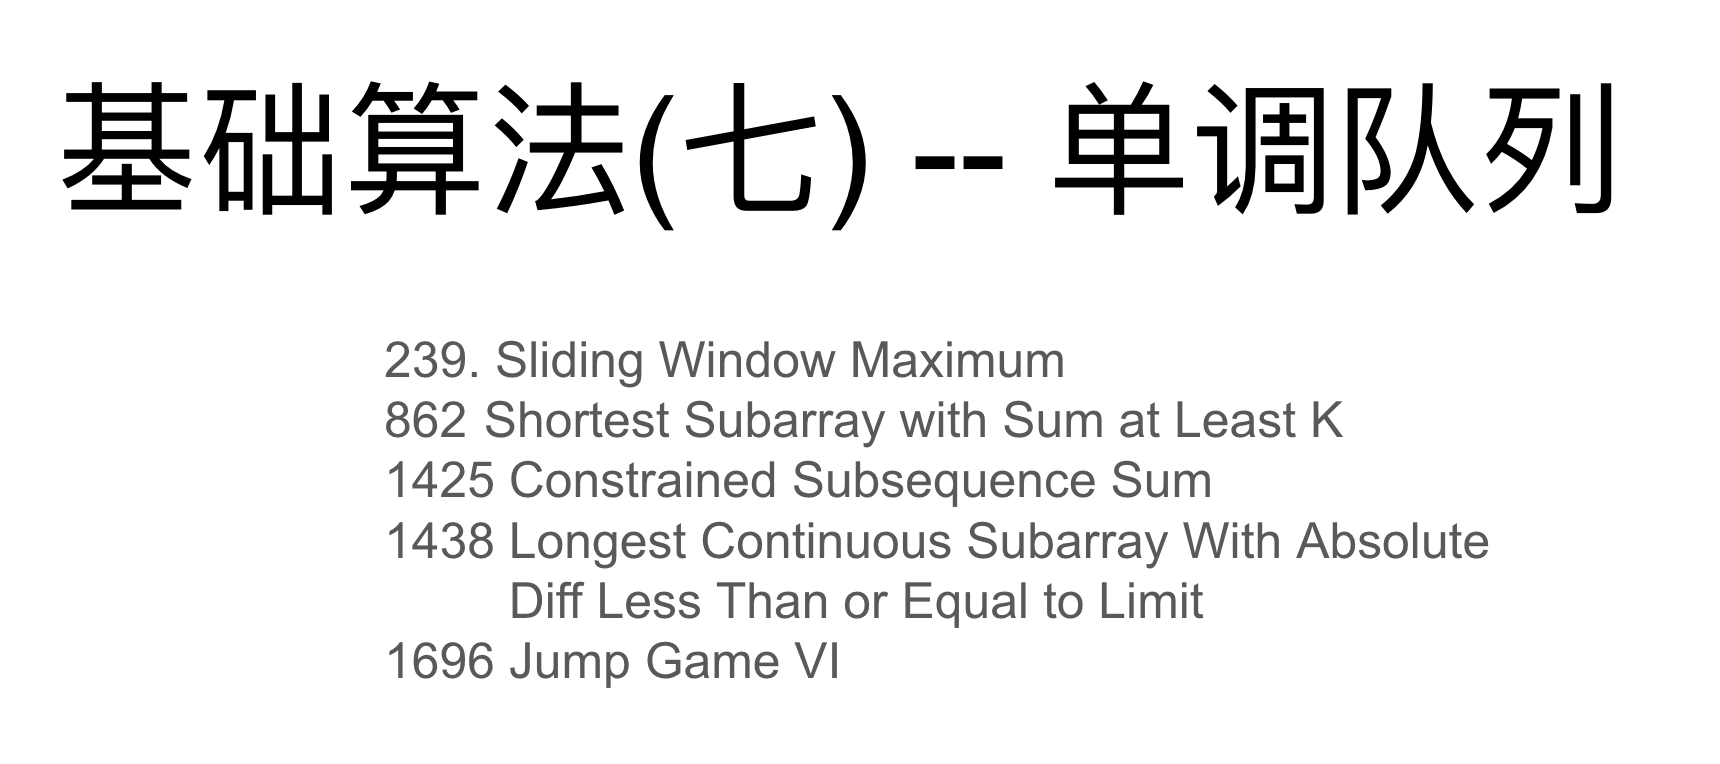 基础算法(七) -- 单调队列
239. Sliding Window Maximum
862 Shortest Subarray with Sum at Least K
1425 Constrained Subsequence Sum
1438 Longest Continuous Subarray With Absolute
Diff Less Than or Equal to Limit
1696 Jump Game VI